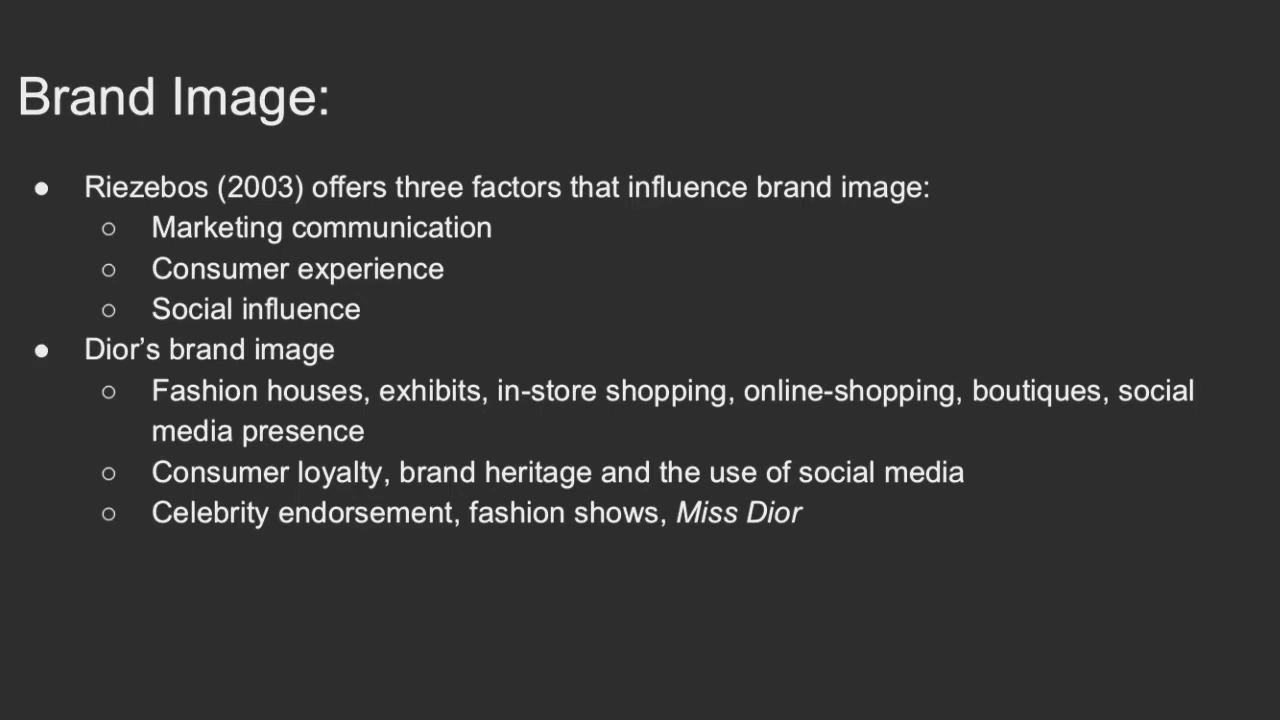 Brand Image:
● Riezebos (2003) offers three factors that influence brand image:
○ Marketing communication
○ Consumer experience
○ Social influence
● Dior’s brand image
○ Fashion houses, exhibits, in-store shopping, online-shopping, boutiques, social
media presence
○ Consumer loyalty, brand heritage and the use of social media
○ Celebrity endorsement, fashion shows, Miss Dior